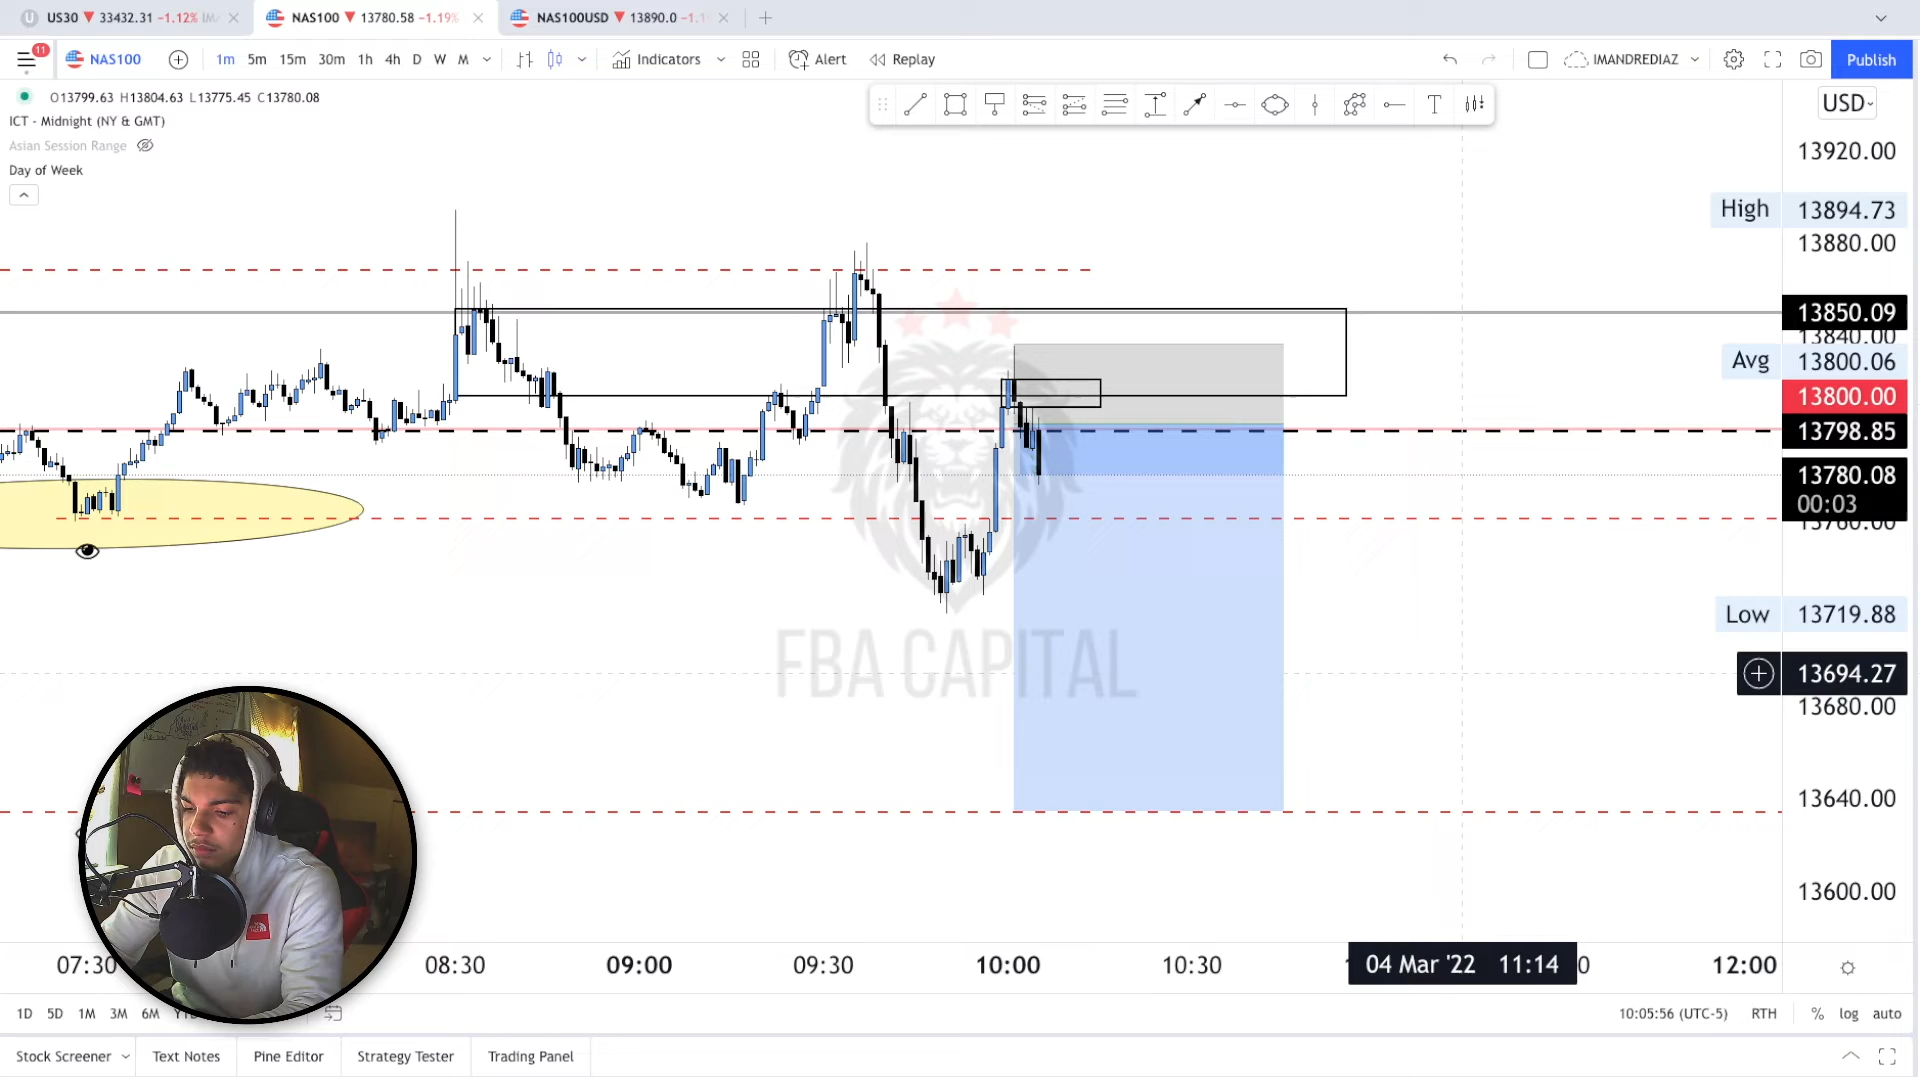 US30 33432.31 -1.12%
NAS100 13780.58 -1.19%
NAS100USD 13890.0
11
NAS100 1m 5m 15m 30m 1h 4h D W M Indicators Alert Replay IMANDREDIAZ Publish
O13799.63 H13804.63 L13775.45 C13780.08
ICT - Midnight (NY & GMT)
Asian Session Range
Day of Week
USD
13920.00
High 13894.73
13880.00
13850.09
13840.00
Avg 13800.06
13800.00
13798.85
13780.08
00:03
13760.00
Low 13719.88
13694.27
13680.00
13640.00
13600.00
FBA CAPITAL
07:30 08:30 09:00 09:30 10:00 10:30 04 Mar '22 11:14 12:00
1D 5D 1M 3M 6M 10:05:56 (UTC-5) RTH % log auto
Stock Screener Text Notes Pine Editor Strategy Tester Trading Panel